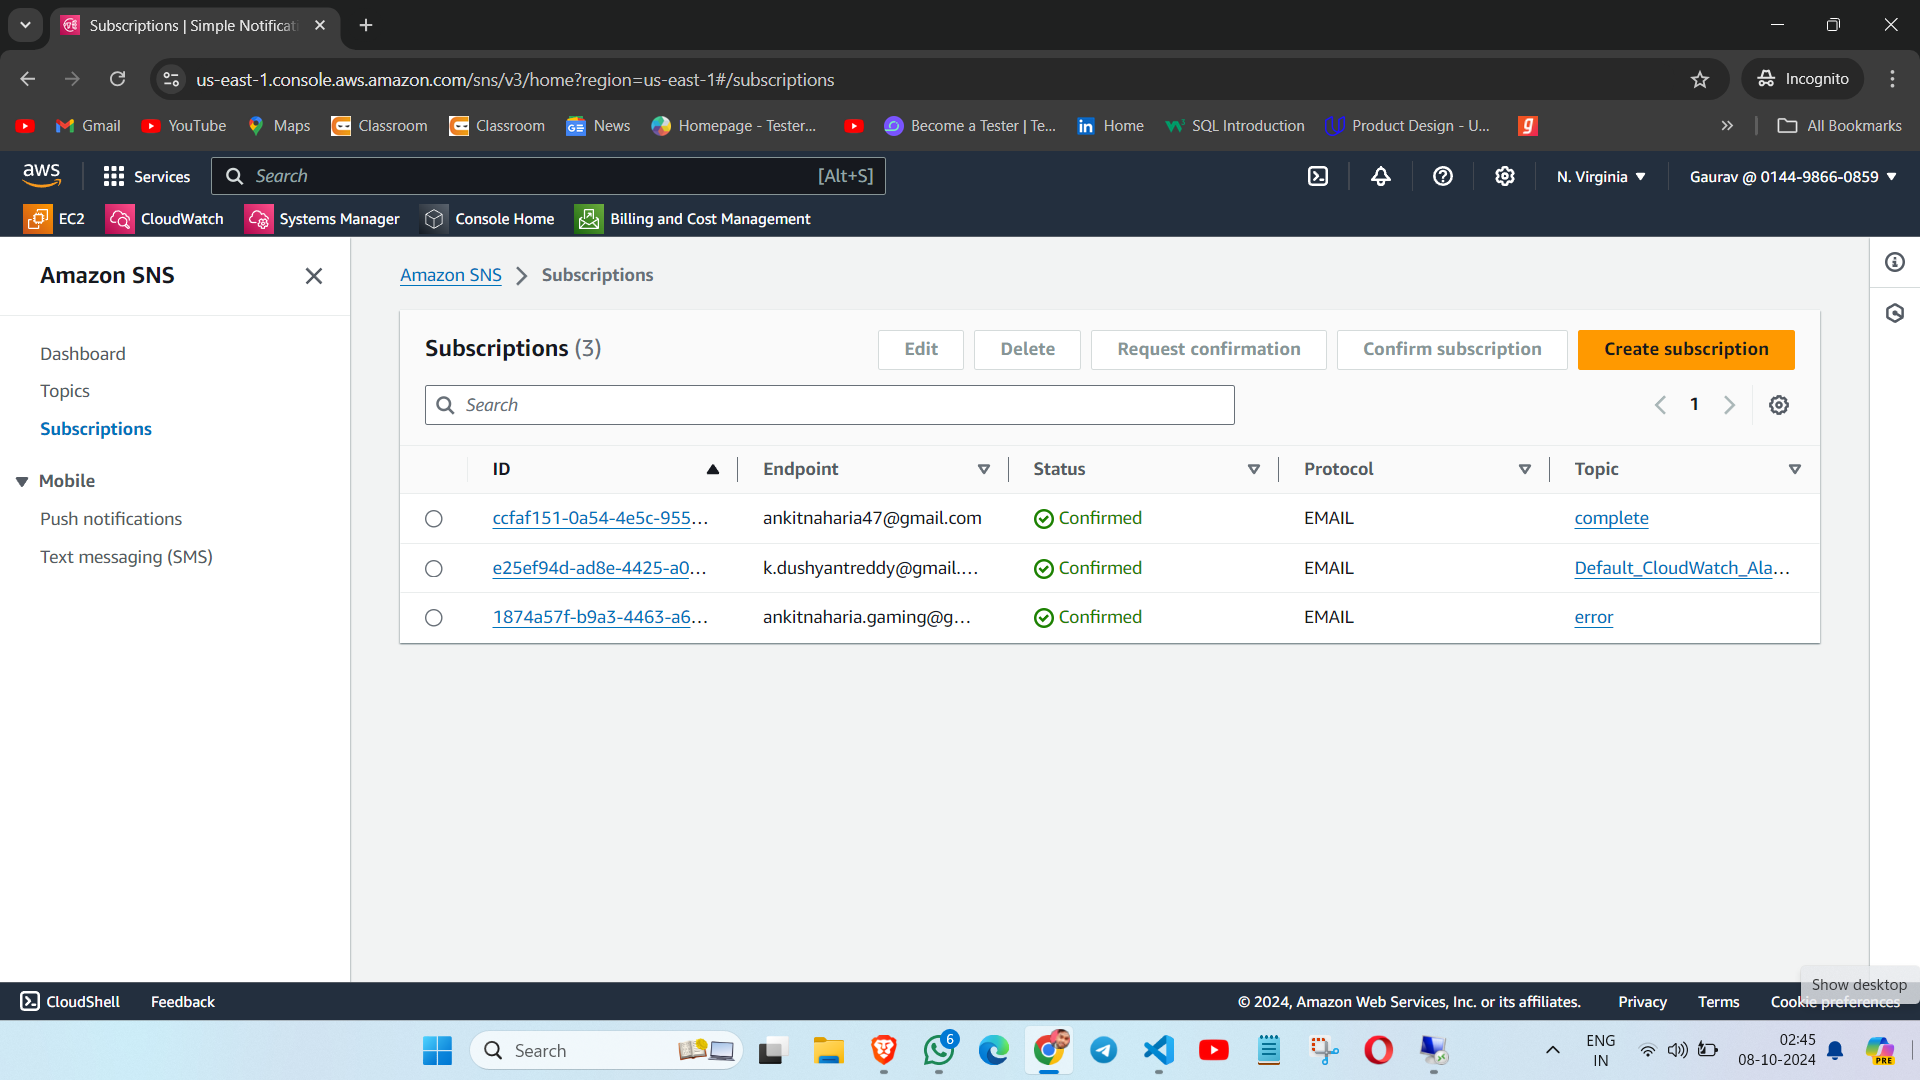 Subscriptions | Simple Notificati
us-east-1.console.aws.amazon.com/sns/v3/home?region=us-east-1#/subscriptions
Incognito
Gmail YouTube Maps Classroom Classroom News Homepage - Tester... Become a Tester | Te... Home SQL Introduction Product Design - U... g All Bookmarks
aws Services Search [Alt+S] N. Virginia Gaurav @ 0144-9866-0859
EC2 CloudWatch Systems Manager Console Home Billing and Cost Management
Amazon SNS
Dashboard
Topics
Subscriptions
Mobile
Push notifications
Text messaging (SMS)
Amazon SNS Subscriptions
Subscriptions (3) Edit Delete Request confirmation Confirm subscription Create subscription
Search 1
ID Endpoint Status Protocol Topic
ccfaf151-0a54-4e5c-955... ankitnaharia47@gmail.com Confirmed EMAIL complete
e25ef94d-ad8e-4425-a0... k.dushyantreddy@gmail.... Confirmed EMAIL Default_CloudWatch_Ala...
1874a57f-b9a3-4463-a6... ankitnaharia.gaming@g... Confirmed EMAIL error
Show desktop
CloudShell Feedback © 2024, Amazon Web Services, Inc. or its affiliates. Privacy Terms Cookie preferences
Search 6 ENG IN 02:45 08-10-2024 PRE